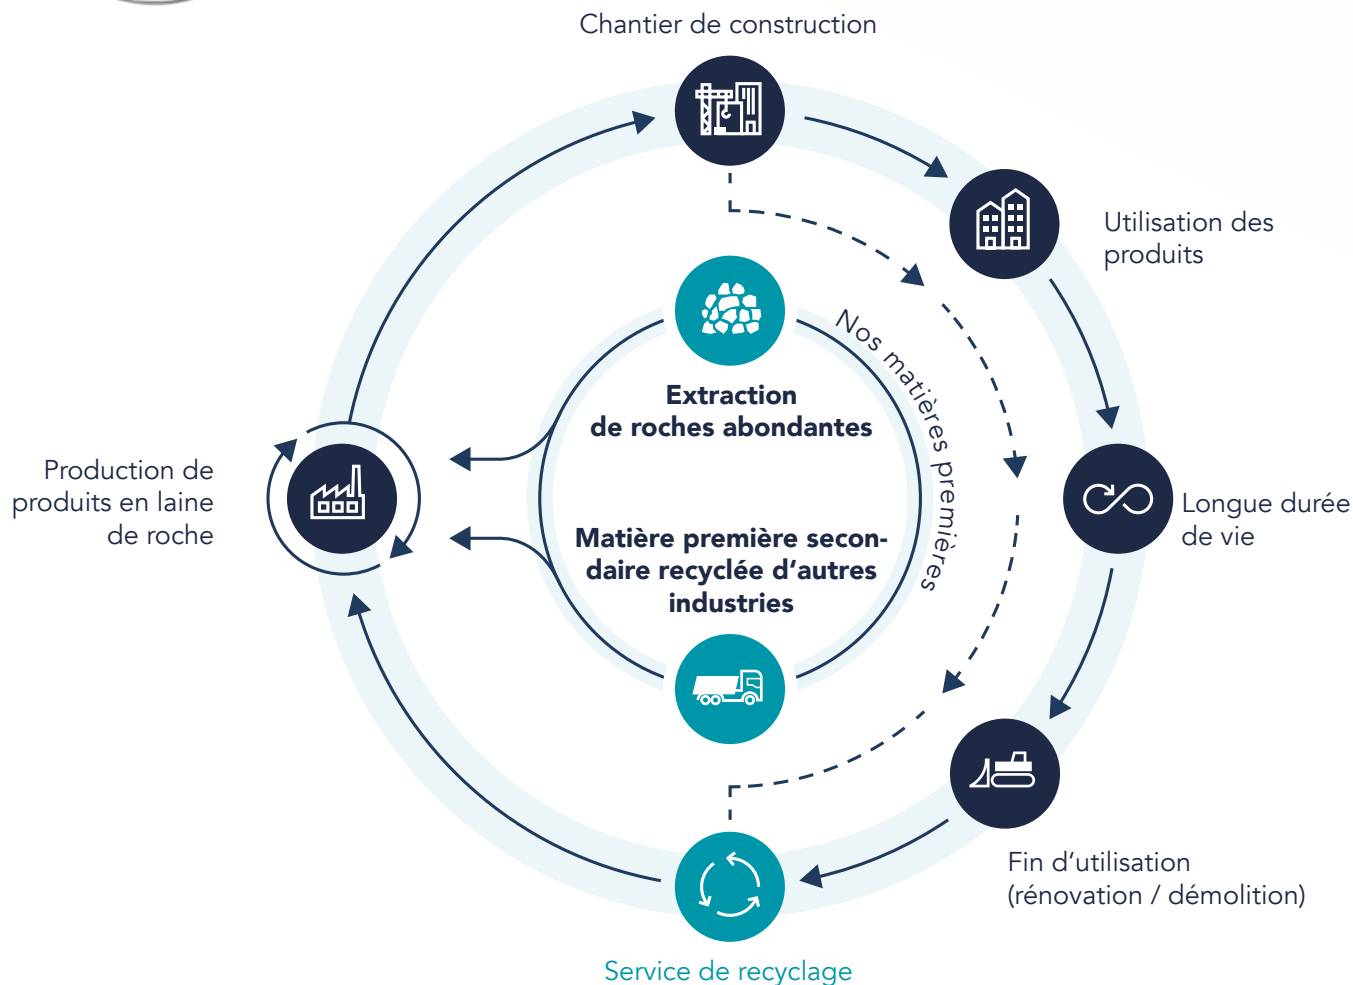 Chantier de construction
Utilisation des
produits
Nos matières premières
Extraction
de roches abondantes
Production de
produits en laine
de roche
Longue durée
de vie
Matière première secon-
daire recyclée d‘autres
industries
Fin d‘utilisation
(rénovation / démolition)
Service de recyclage